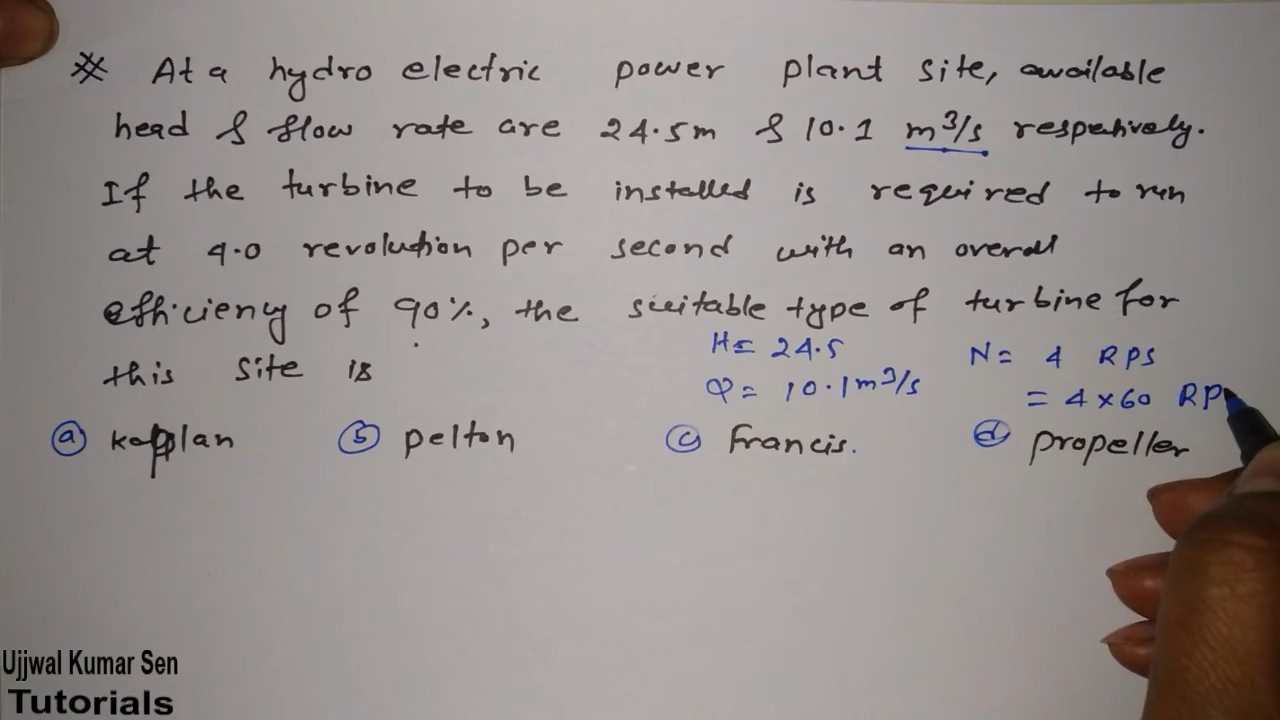 ※ At a hydro electric power plant site, available
head & flow rate are 24.5m & 10.1 m³/s respetively.
If the turbine to be installed is required to run
at 4.0 revolution per second with an overall
efficieny of 90%, the suitable type of turbine for
this site is
H= 24.5
N= 4 RPS
Q= 10.1m³/s
= 4×60 RP
(a) kaplan (b) pelton (c) Francis. (d) propeller
Ujjwal Kumar Sen
Tutorials